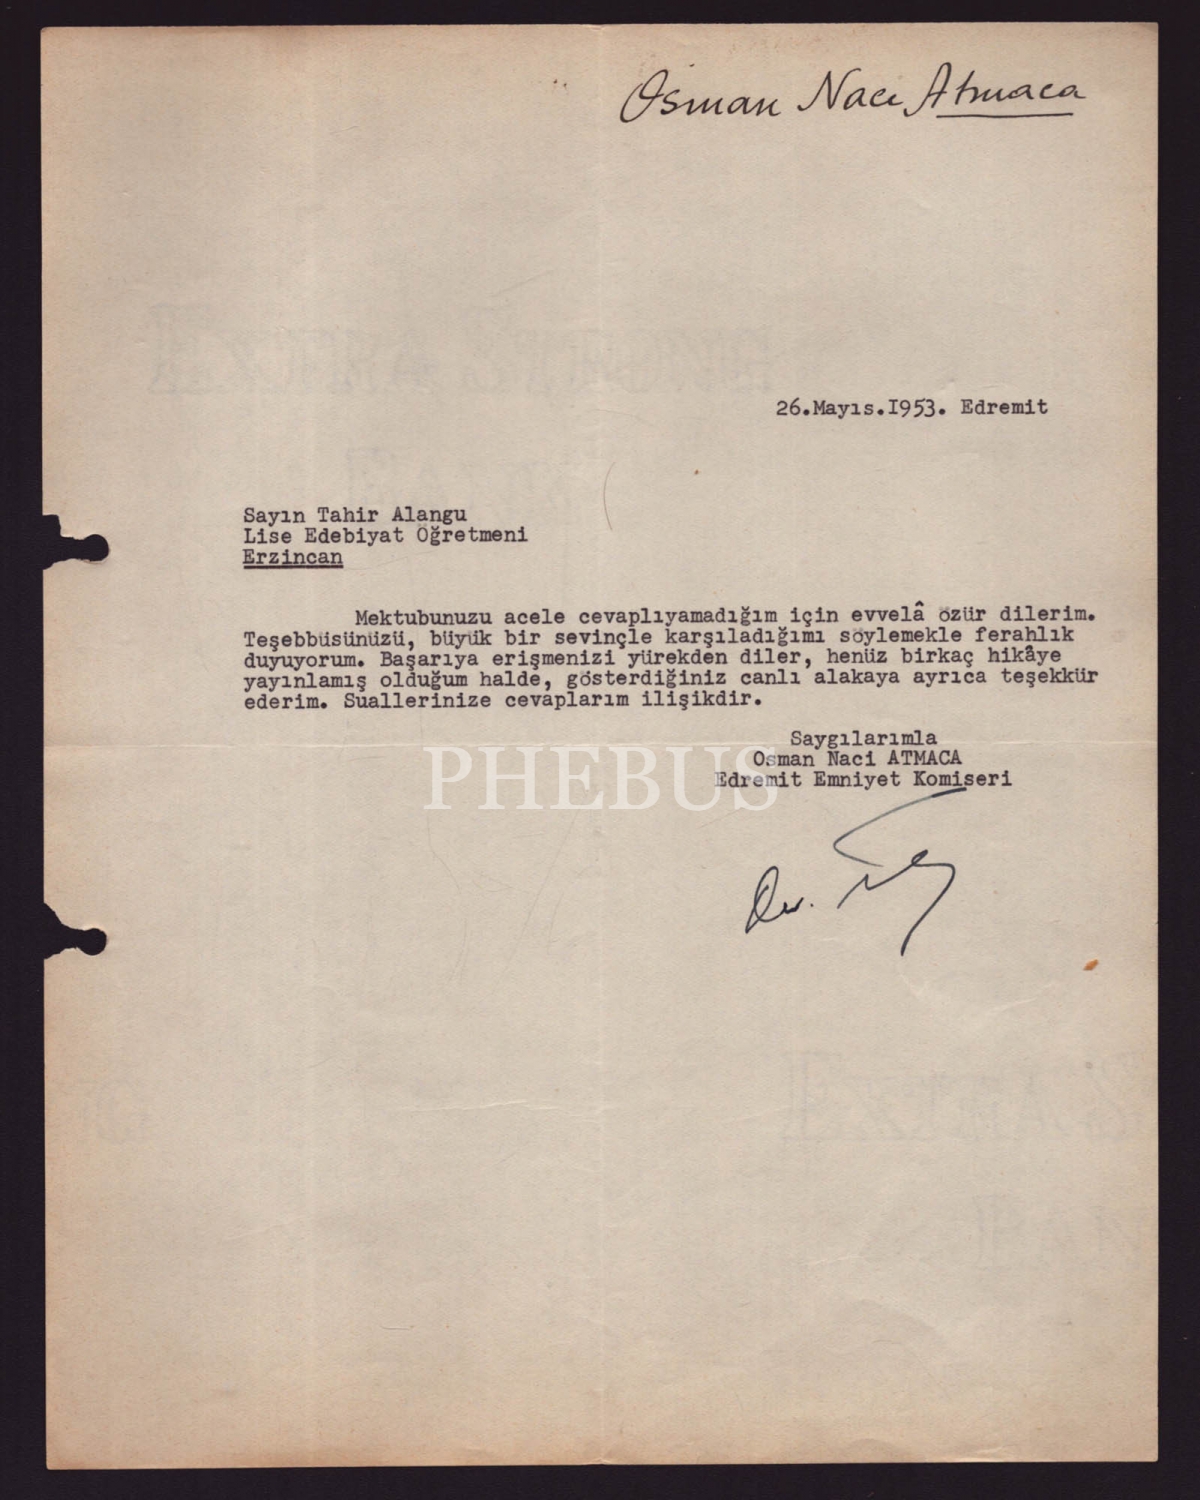 Osman Naci Atmaca
26.Mayıs.I953. Edremit
Sayın Tahir Alangu
Lise Edebiyat Öğretmeni
Erzincan
Mektubunuzu acele cevaplıyamadığım için evvelâ özür dilerim.
Teşebbüsünüzü, büyük bir sevinçle karşıladığımı söylemekle ferahlık
duyuyorum. Başarıya erişmenizi yürekden diler, henüz birkaç hikâye
yayınlamış olduğum halde, gösterdiğiniz canlı alakaya ayrıca teşekkür
ederim. Suallerinize cevaplarım ilişikdir.
Saygılarımla
Osman Naci ATMACA
Edremit Emniyet Komiseri
PHEBUS